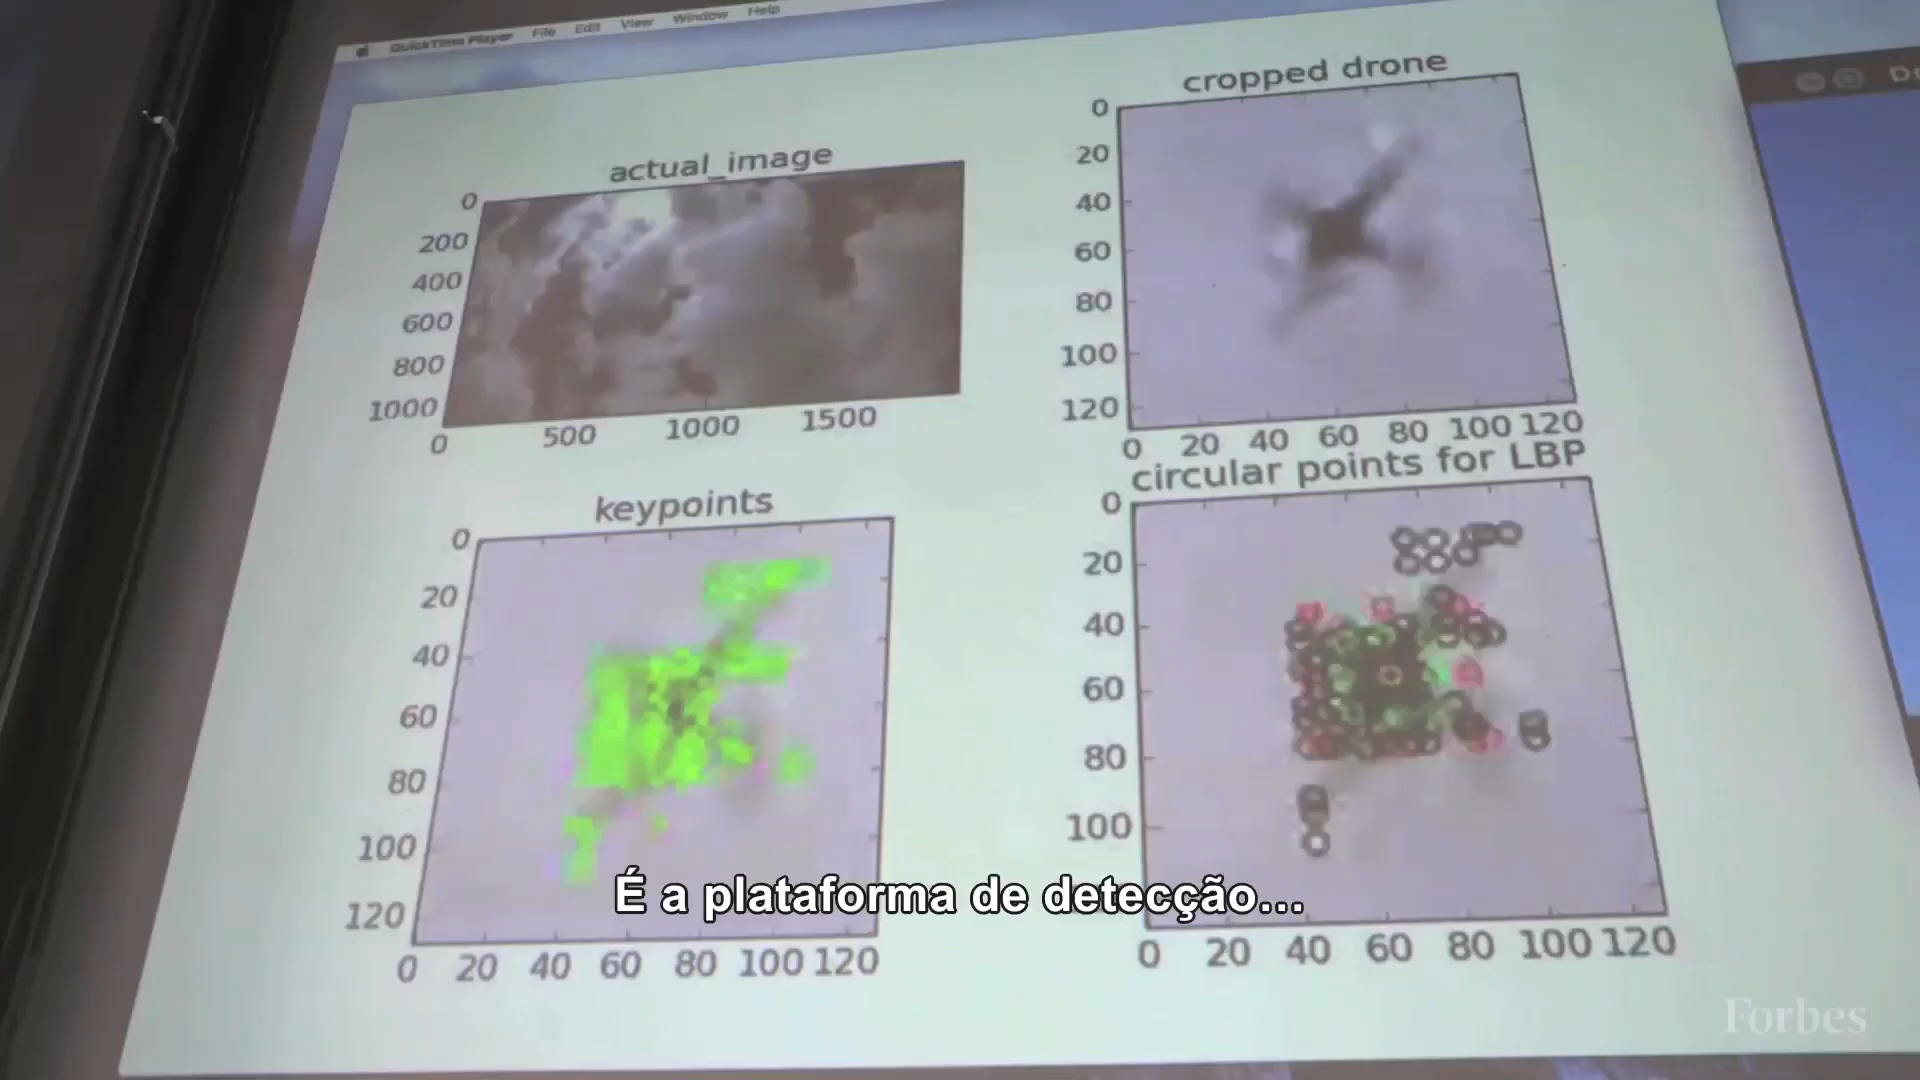 QuickTime Player File Edit View Window Help
actual_image
0
200
400
600
800
1000
0 500 1000 1500
cropped drone
0
20
40
60
80
100
120
0 20 40 60 80 100 120
keypoints
0
20
40
60
80
100
120
0 20 40 60 80 100 120
circular points for LBP
0
20
40
60
80
100
0 20 40 60 80 100 120
É a plataforma de detecção...
Forbes